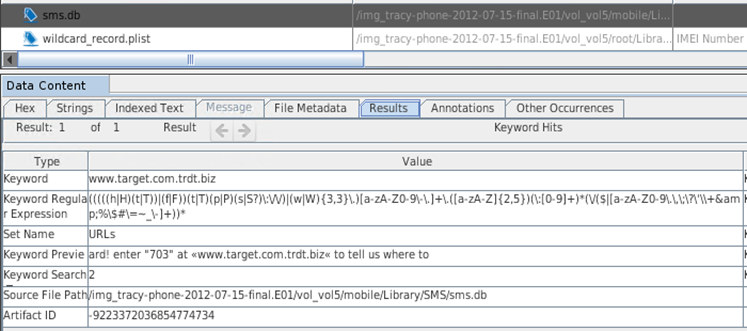 sms.db /img_tracy-phone-2012-07-15-final.E01/vol_vol5/mobile/Li...
wildcard_record.plist /img_tracy-phone-2012-07-15-final.E01/vol_vol5/root/Libra... IMEI Number
Data Content
Hex Strings Indexed Text Message File Metadata Results Annotations Other Occurrences
Result: 1 of 1 Result Keyword Hits
Type Value
Keyword www.target.com.trdt.biz
Keyword Regula (((((h|H)(t|T))|(f|F))(t|T)(p|P)(s|S?)\:\/\/)|(w|W){3,3}\.)[a-zA-Z0-9\-\.]+\.([a-zA-Z]{2,5})(\:[0-9]+)*(\/($|[a-zA-Z0-9\.\,\;\?\'\\+&am
r Expression p;%\$#\=~_\-]+))*
Set Name URLs
Keyword Previe ard! enter "703" at «www.target.com.trdt.biz« to tell us where to
Keyword Search 2
Source File Path /img_tracy-phone-2012-07-15-final.E01/vol_vol5/mobile/Library/SMS/sms.db
Artifact ID -9223372036854774734